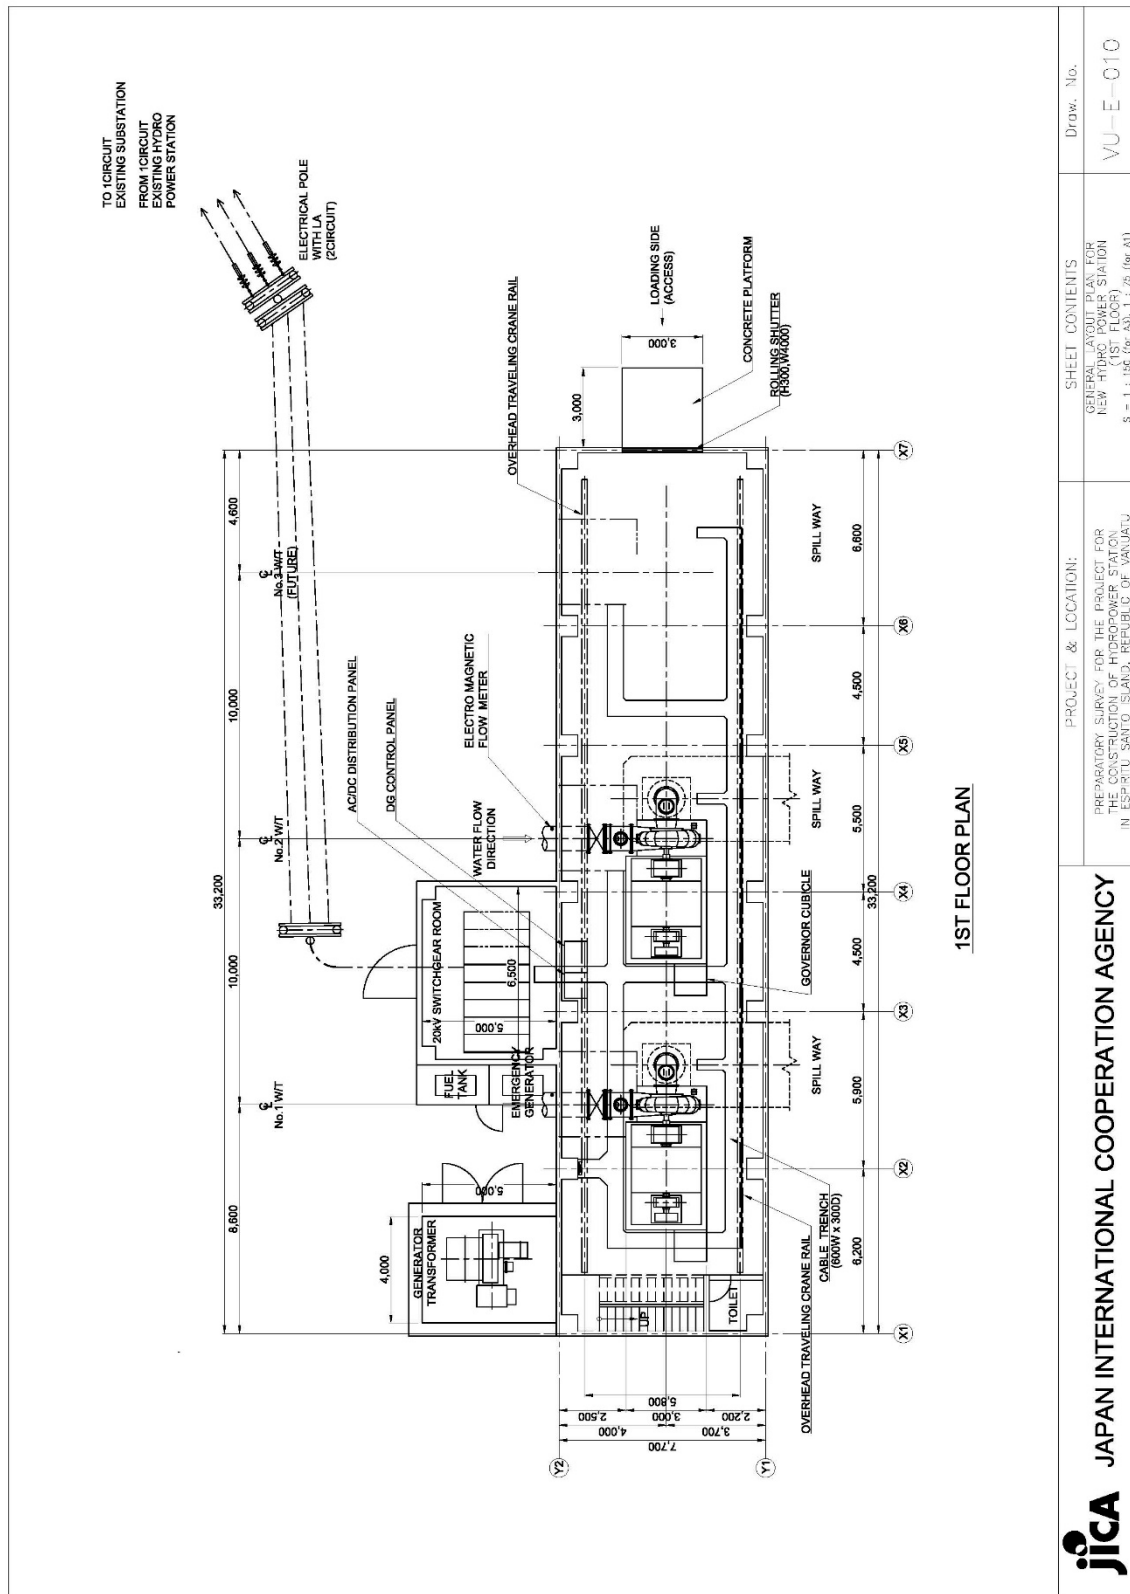 TO 1CIRCUIT
EXISTING SUBSTATION
FROM 1CIRCUIT
EXISTING HYDRO
POWER STATION
ELECTRICAL POLE
WITH LA
(2CIRCUIT)
33,200
8,600
10,000
10,000
4,600
℄
No.1 W/T
℄
No.2 W/T
℄
No.3 W/T
(FUTURE)
AC/DC DISTRIBUTION PANEL
DG CONTROL PANEL
ELECTRO MAGNETIC
FLOW METER
WATER FLOW
DIRECTION
OVERHEAD TRAVELING CRANE RAIL
GENERATOR
TRANSFORMER
4,000
5,000
FUEL
TANK
EMERGENCY
GENERATOR
20kV SWITCHGEAR ROOM
5,000
6,500
3,000
3,000
LOADING SIDE
(ACCESS)
CONCRETE PLATFORM
ROLLING SHUTTER
(H300,W4000)
Y2
Y1
7,700
4,000
3,700
2,500
3,000
2,200
5,800
UP
TOILET
OVERHEAD TRAVELING CRANE RAIL
CABLE TRENCH
(600W x 300D)
SPILL WAY
GOVERNOR CUBICLE
SPILL WAY
SPILL WAY
6,200
5,900
4,500
5,500
4,500
6,600
33,200
X1
X2
X3
X4
X5
X6
X7
1ST FLOOR PLAN
jICA JAPAN INTERNATIONAL COOPERATION AGENCY
PROJECT & LOCATION:
PREPARATORY SURVEY FOR THE PROJECT FOR
THE CONSTRUCTION OF HYDROPOWER STATION
IN ESPIRITU SANTO ISLAND, REPUBLIC OF VANUATU
SHEET CONTENTS
GENERAL LAYOUT PLAN FOR
NEW HYDRO POWER STATION
(1ST FLOOR)
S = 1 : 150 (for A3), 1 : 75 (for A1)
Draw. No.
VU-E-010